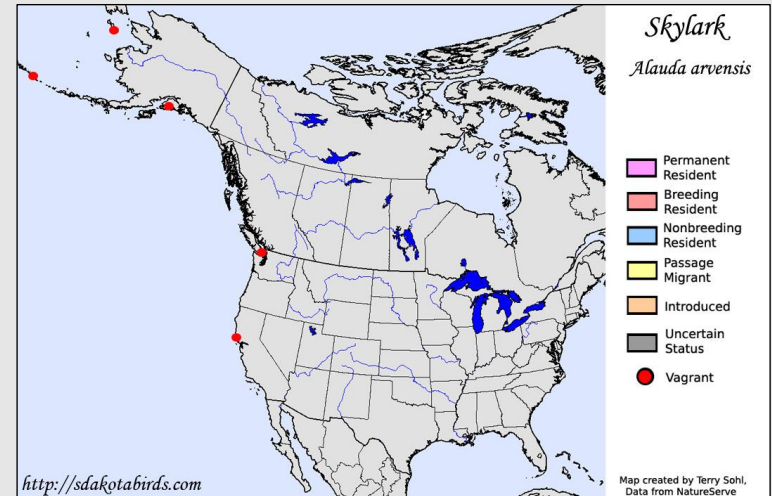 Skylark
Alauda arvensis
Permanent
Resident
Breeding
Resident
Nonbreeding
Resident
Passage
Migrant
Introduced
Uncertain
Status
Vagrant
http://sdakotabirds.com
Map created by Terry Sohl,
Data from NatureServe